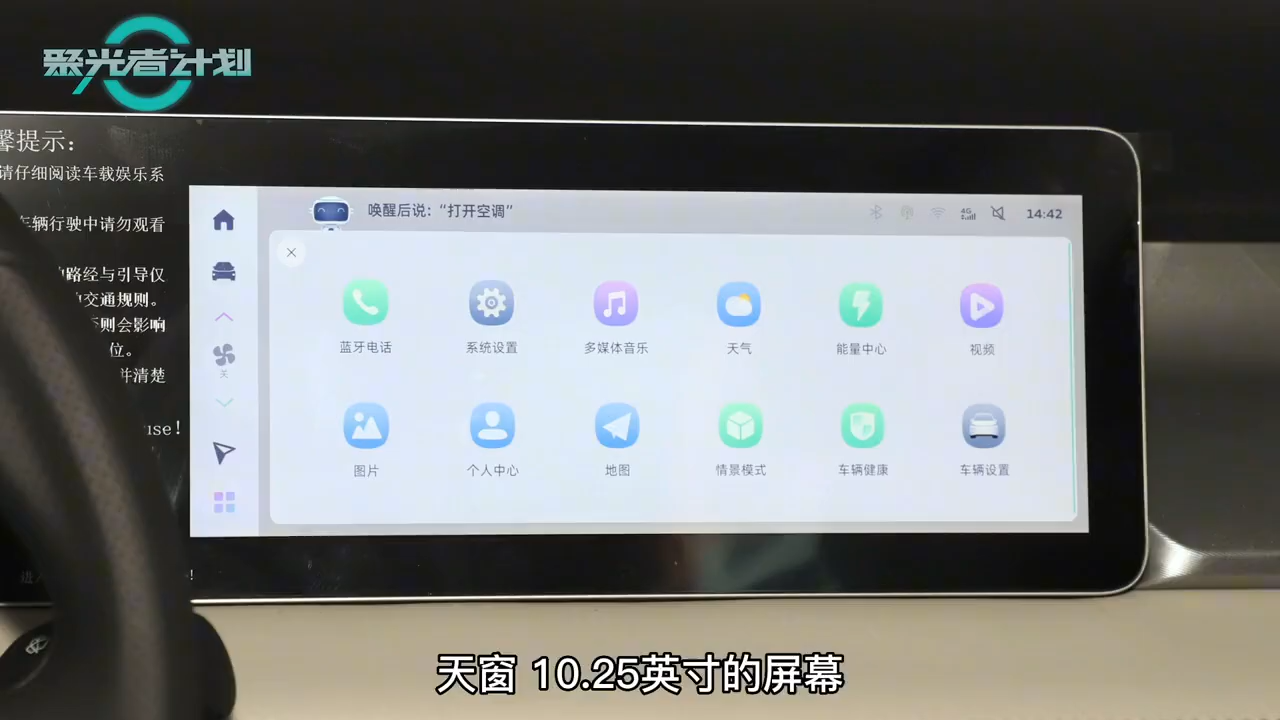 聚光者计划
馨提示：
请仔细阅读车载娱乐系
车辆行驶中请勿观看
路经与引导仅
交通规则。
则会影响
位。
并清楚
use！
！
唤醒后说：“打开空调”
4G
14:42
关
蓝牙电话
系统设置
多媒体音乐
天气
能量中心
视频
图片
个人中心
地图
情景模式
车辆健康
车辆设置
天窗 10.25英寸的屏幕